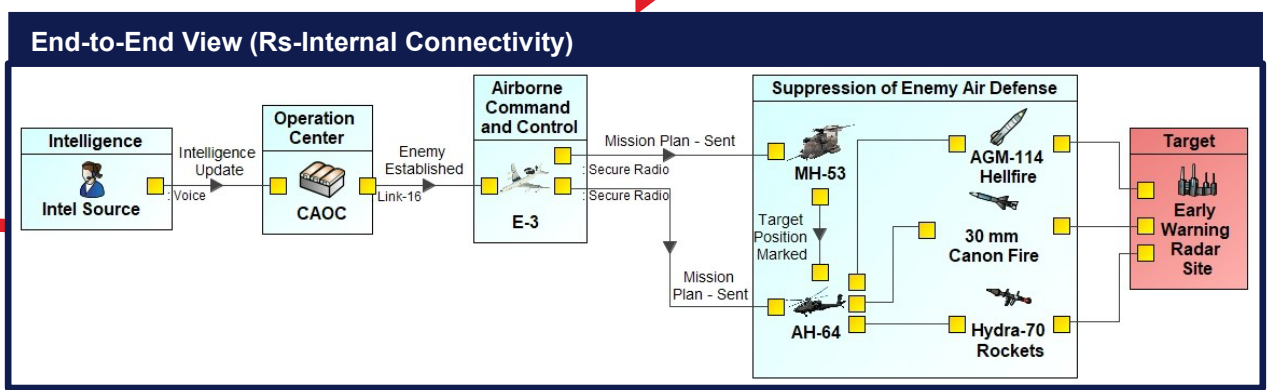 End-to-End View (Rs-Internal Connectivity)
Intelligence
Intel Source
: Voice
Intelligence
Update
Operation
Center
CAOC
Link-16
Enemy
Established
Airborne
Command
and Control
E-3
: Secure Radio
: Secure Radio
Mission Plan - Sent
Mission
Plan - Sent
Suppression of Enemy Air Defense
MH-53
Target
Position
Marked
AH-64
AGM-114
Hellfire
30 mm
Canon Fire
Hydra-70
Rockets
Target
Early
Warning
Radar
Site